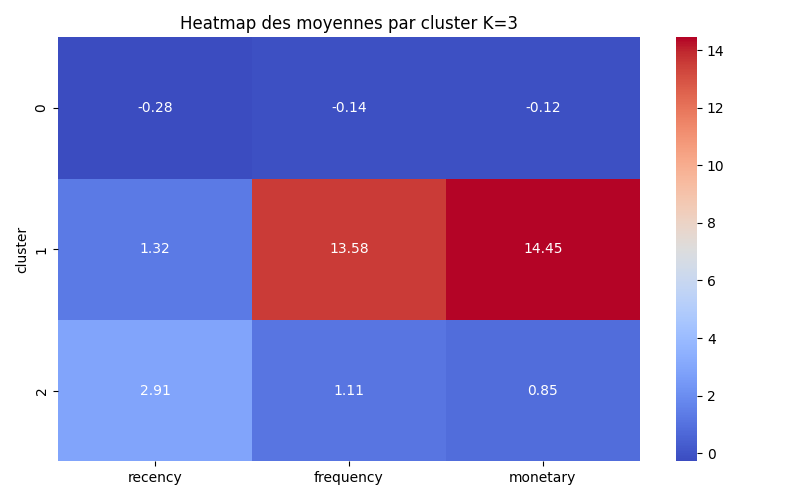 Heatmap des moyennes par cluster K=3
cluster
0
-0.28 -0.14 -0.12
1
1.32 13.58 14.45
2
2.91 1.11 0.85
recency frequency monetary
14
12
10
8
6
4
2
0